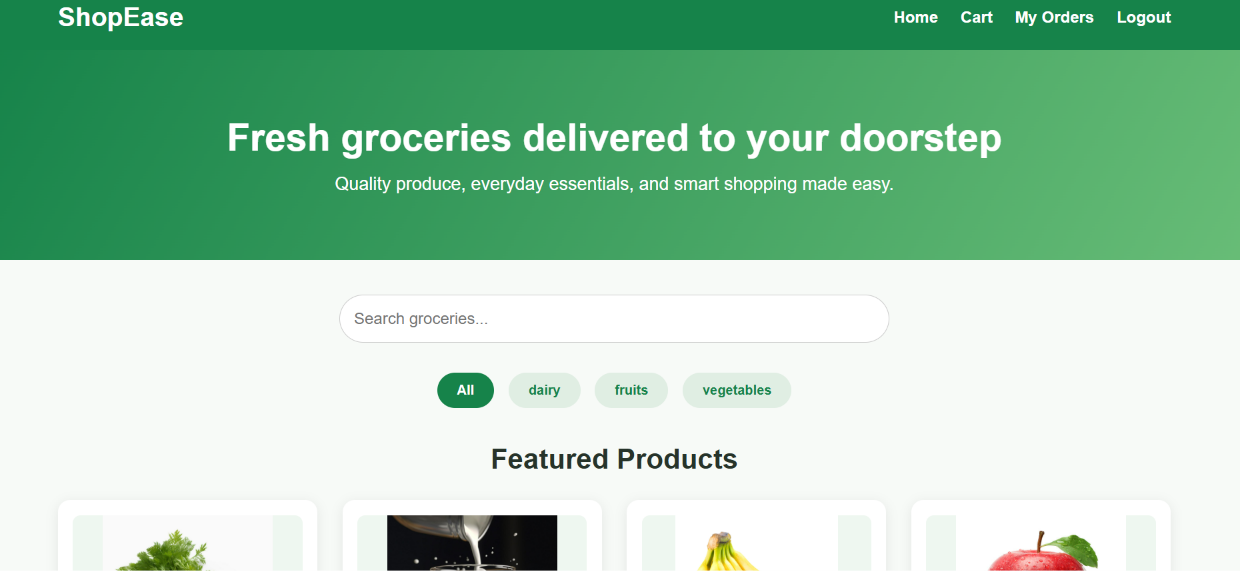 ShopEase
Home Cart My Orders Logout
Fresh groceries delivered to your doorstep
Quality produce, everyday essentials, and smart shopping made easy.
Search groceries...
All dairy fruits vegetables
Featured Products